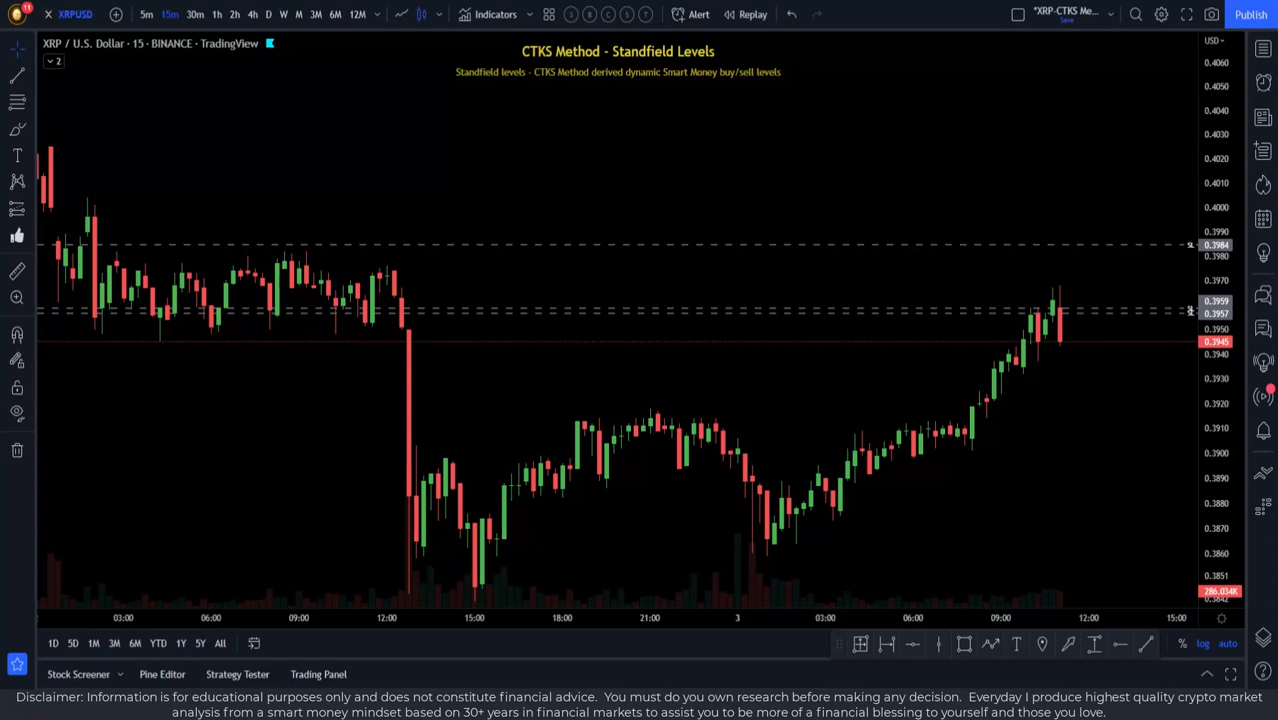 11
XRPUSD
5m 15m 30m 1h 2h 4h D W M 3M 6M 12M
Indicators
Alert
Replay
*XRP-CTKS Me...
Save
Publish
XRP / U.S. Dollar · 15 · BINANCE · TradingView
2
CTKS Method - Standfield Levels
Standfield levels - CTKS Method derived dynamic Smart Money buy/sell levels
USD
0.4060
0.4050
0.4040
0.4030
0.4020
0.4010
0.4000
0.3990
SL 0.3984
0.3980
0.3970
0.3959
SL 0.3957
0.3950
0.3945
0.3940
0.3930
0.3920
0.3910
0.3900
0.3890
0.3880
0.3870
0.3860
0.3851
286.034K
03:00 06:00 09:00 12:00 15:00 18:00 21:00 3 03:00 06:00 09:00 12:00 15:00
1D 5D 1M 3M 6M YTD 1Y 5Y All
% log auto
Stock Screener Pine Editor Strategy Tester Trading Panel
Disclaimer: Information is for educational purposes only and does not constitute financial advice. You must do you own research before making any decision. Everyday I produce highest quality crypto market
analysis from a smart money mindset based on 30+ years in financial markets to assist you to be more of a financial blessing to yourself and those you love